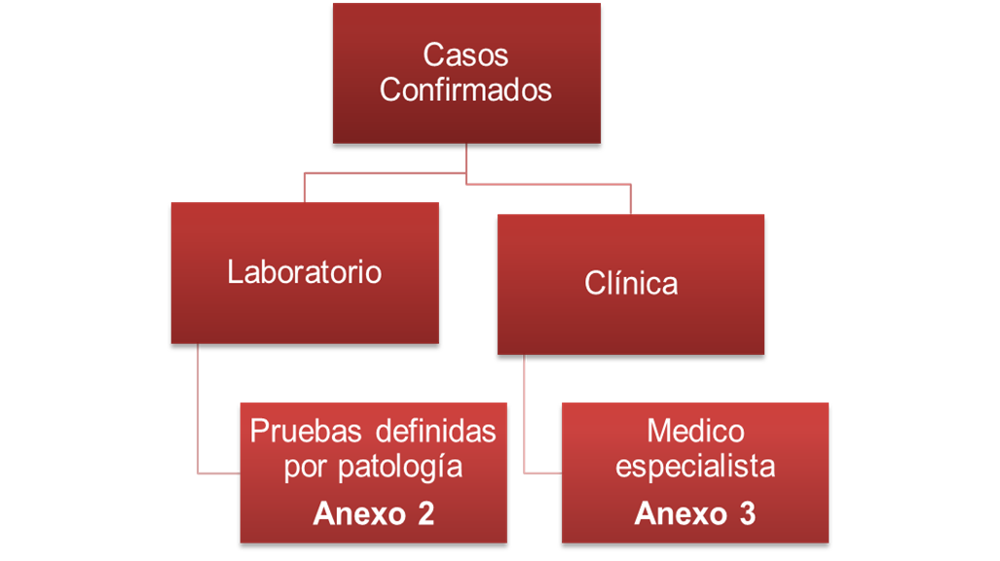 Casos
Confirmados
Laboratorio
Clínica
Pruebas definidas
por patología
Anexo 2
Medico
especialista
Anexo 3